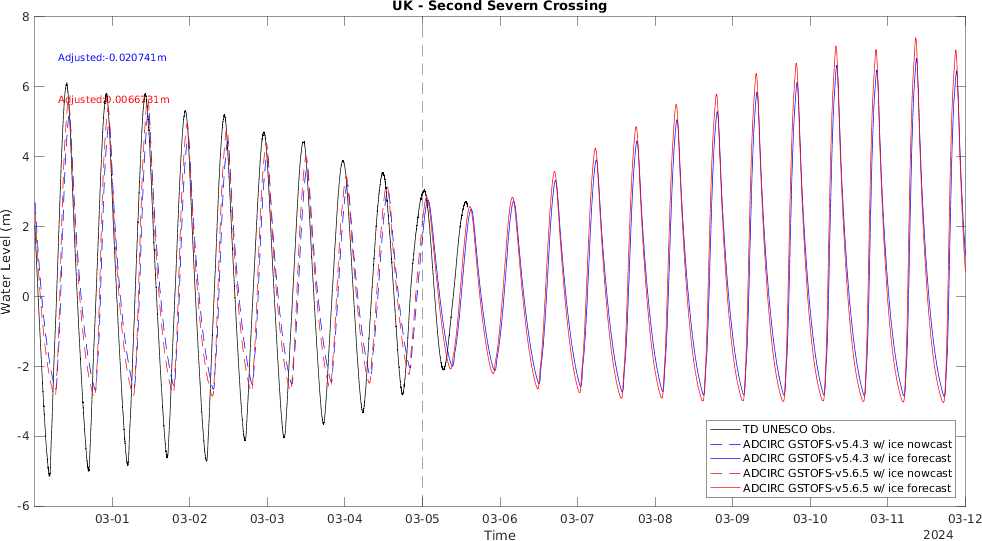 UK - Second Severn Crossing
Adjusted:-0.020741m
Adjusted:0.0066731m
Water Level (m)
8
6
4
2
0
-2
-4
-6
03-01 03-02 03-03 03-04 03-05 03-06 03-07 03-08 03-09 03-10 03-11 03-12
Time
2024
TD UNESCO Obs.
ADCIRC GSTOFS-v5.4.3 w/ ice nowcast
ADCIRC GSTOFS-v5.4.3 w/ ice forecast
ADCIRC GSTOFS-v5.6.5 w/ ice nowcast
ADCIRC GSTOFS-v5.6.5 w/ ice forecast